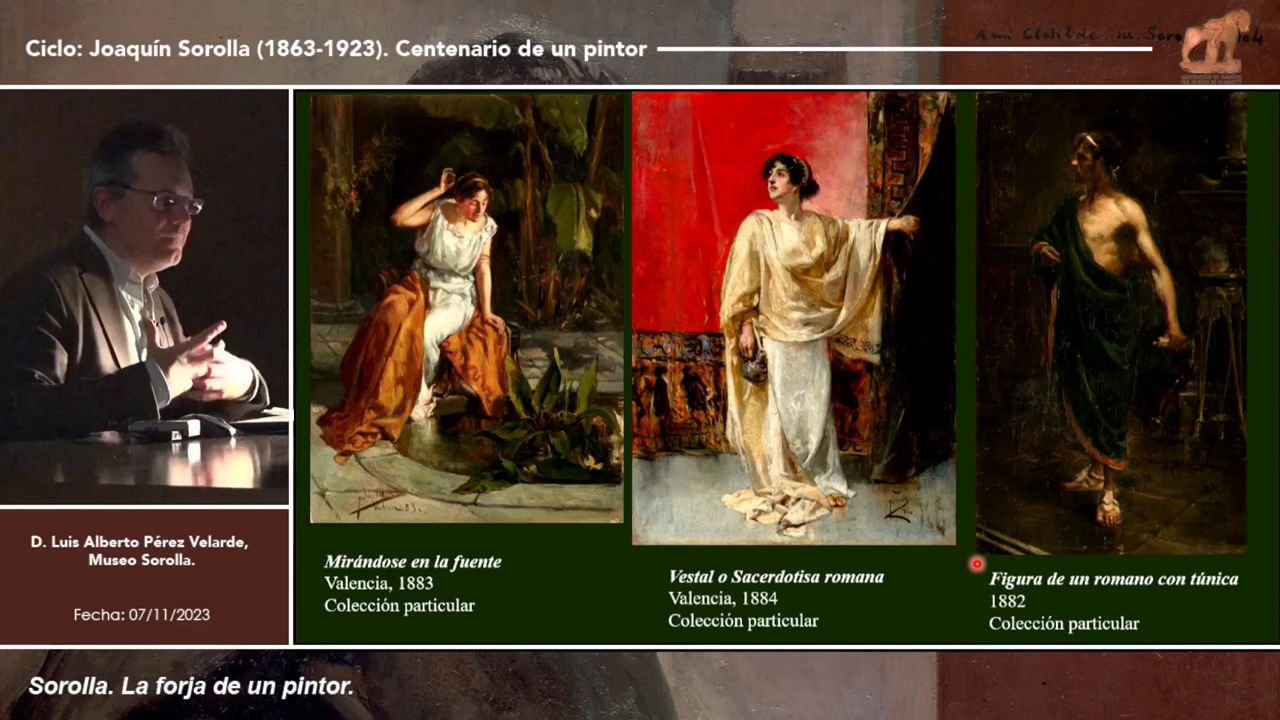 Ciclo: Joaquín Sorolla (1863-1923). Centenario de un pintor
A mi Clotilde
D. Luis Alberto Pérez Velarde,
Museo Sorolla.
Fecha: 07/11/2023
Mirándose en la fuente
Valencia, 1883
Colección particular
Vestal o Sacerdotisa romana
Valencia, 1884
Colección particular
Figura de un romano con túnica
1882
Colección particular
Sorolla. La forja de un pintor.